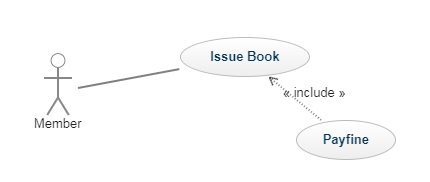 Issue Book
« include »
Member
Payfine